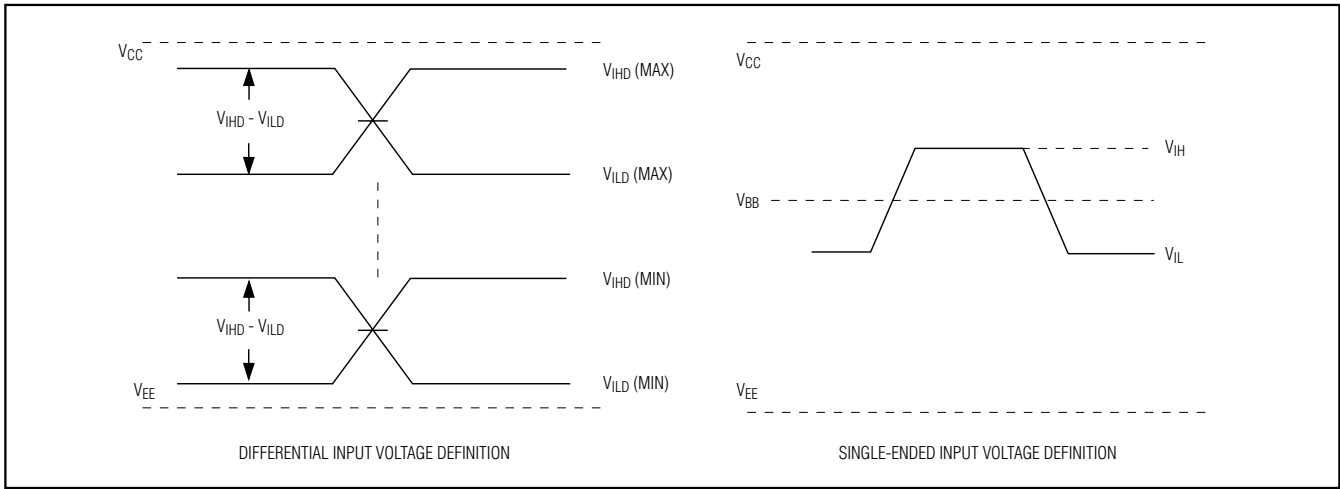 VCC
VIHD (MAX)
VIHD - VILD
VILD (MAX)
VIHD (MIN)
VIHD - VILD
VILD (MIN)
VEE
DIFFERENTIAL INPUT VOLTAGE DEFINITION
VCC
VIH
VBB
VIL
VEE
SINGLE-ENDED INPUT VOLTAGE DEFINITION